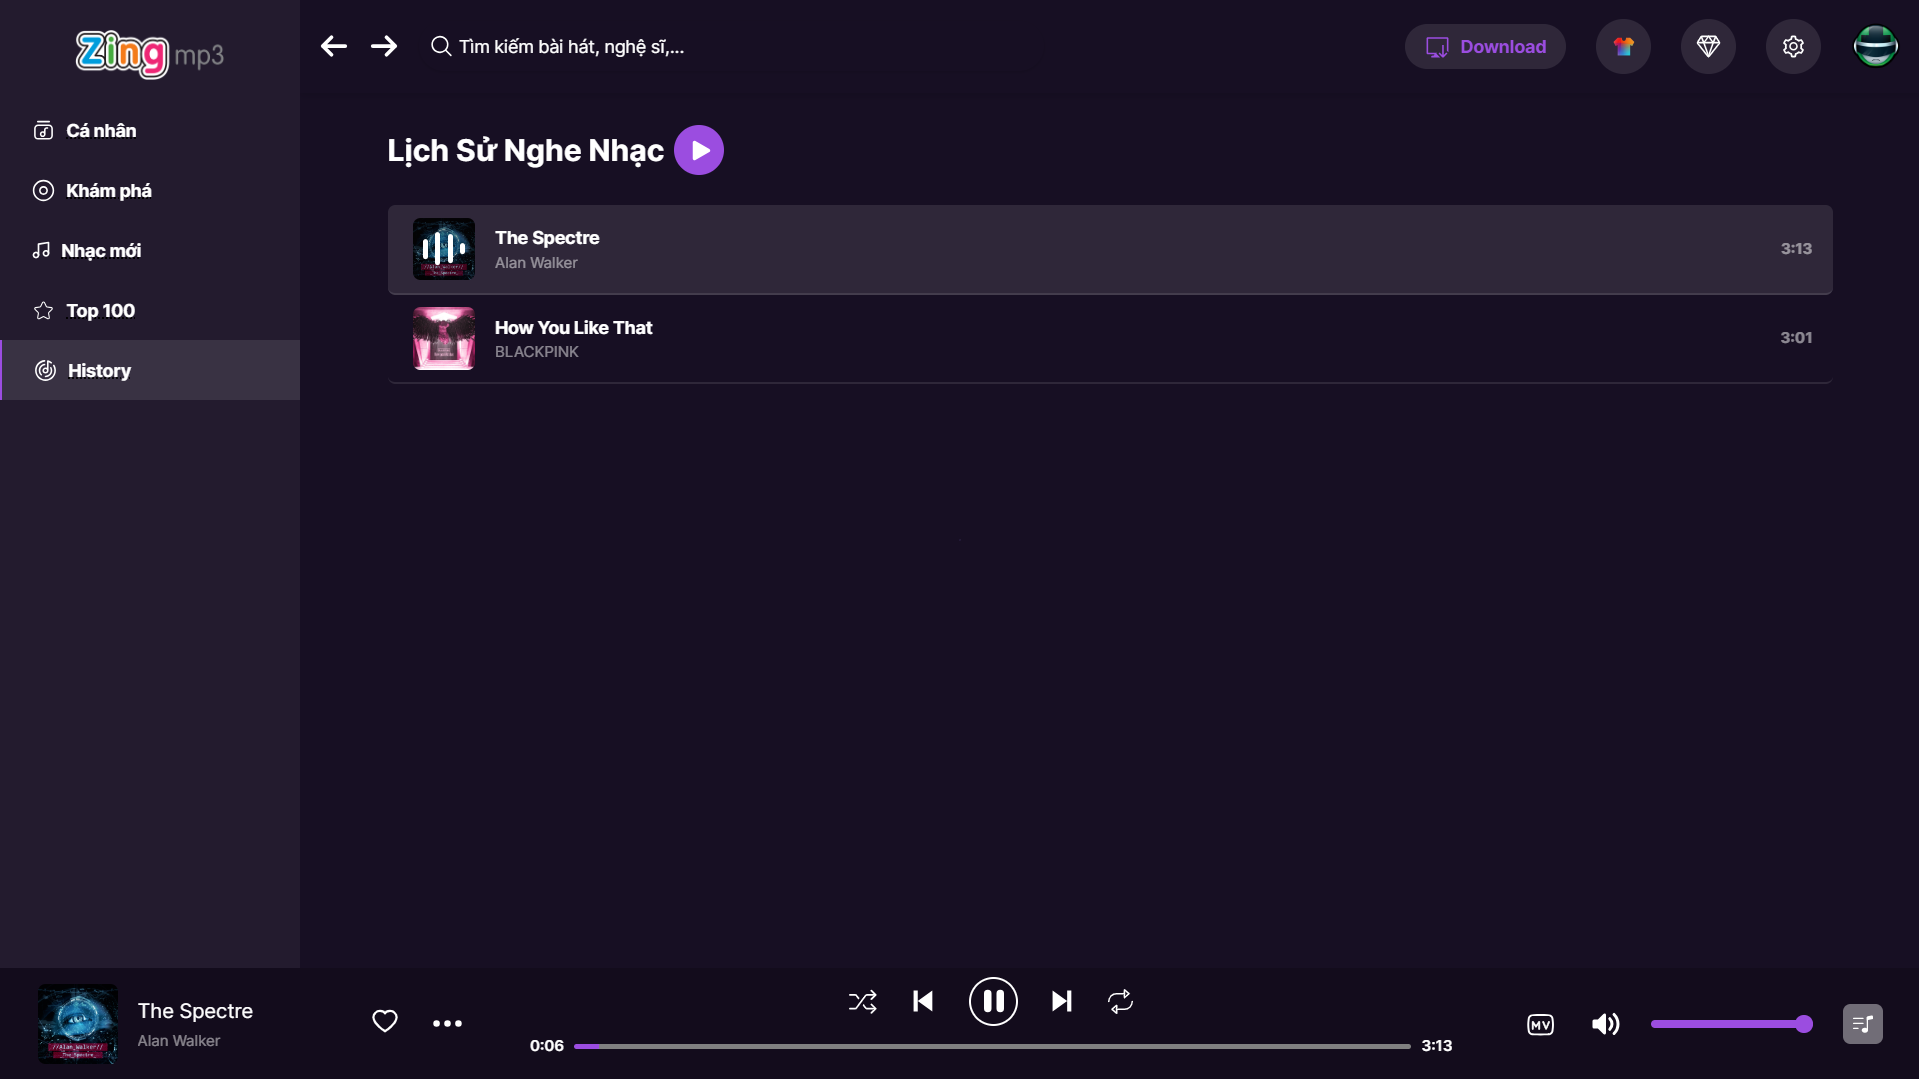 Zing mp3
Tìm kiếm bài hát, nghệ sĩ,...
Download
Cá nhân
Khám phá
Nhạc mới
Top 100
History
Lịch Sử Nghe Nhạc
The Spectre
Alan Walker
3:13
How You Like That
BLACKPINK
3:01
//Alan_Walker//
The_Spectre_
The Spectre
Alan Walker
0:06
3:13
MV